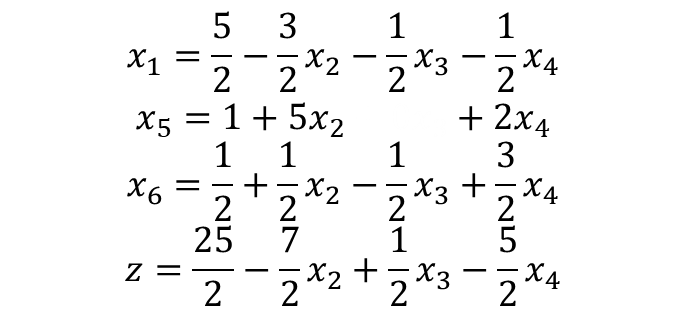 x₁ = 5/2 − 3/2 x₂ − 1/2 x₃ − 1/2 x₄
x₅ = 1 + 5x₂ + 2x₄
x₆ = 1/2 + 1/2 x₂ − 1/2 x₃ + 3/2 x₄
z = 25/2 − 7/2 x₂ + 1/2 x₃ − 5/2 x₄